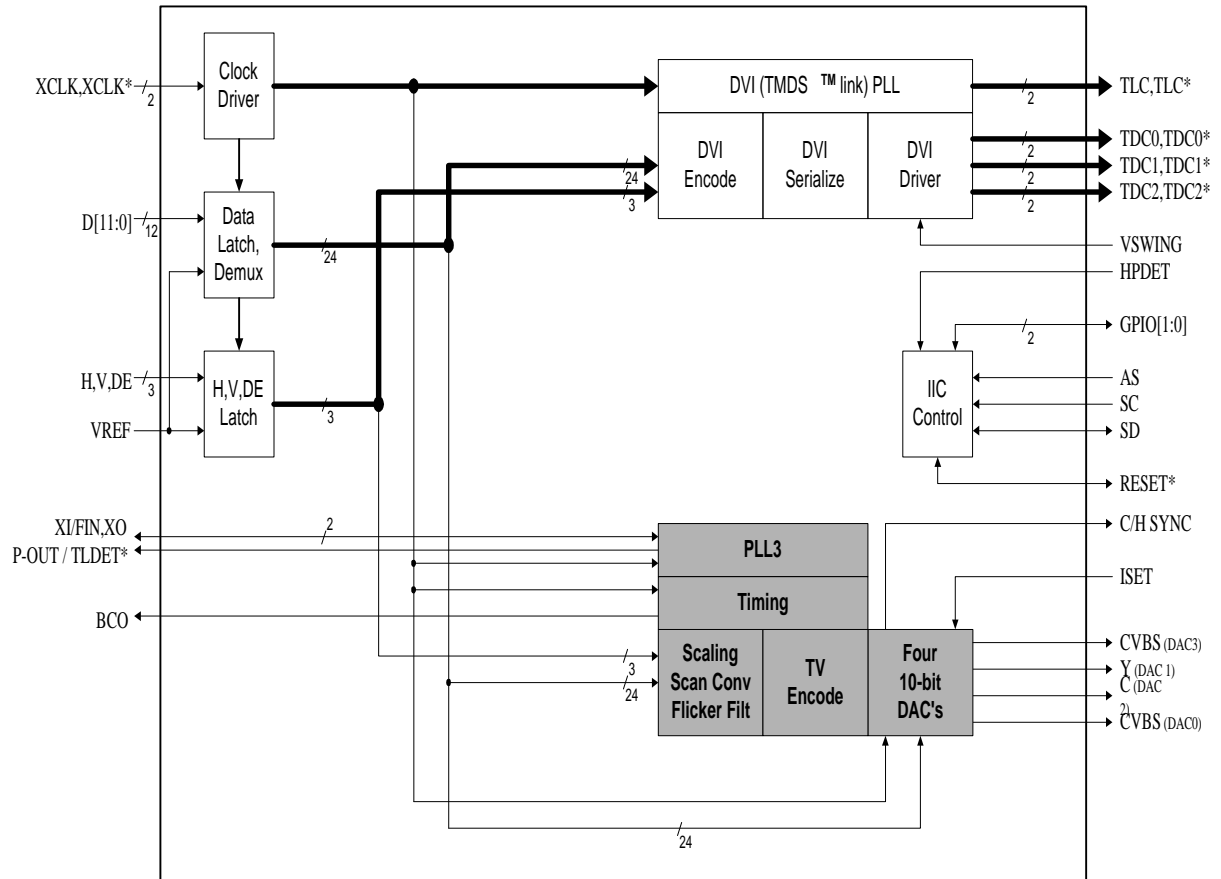 XCLK,XCLK*
2
Clock
Driver
DVI (TMDS ™ link) PLL
2
TLC,TLC*
DVI
Encode
DVI
Serialize
DVI
Driver
2
TDC0,TDC0*
2
TDC1,TDC1*
2
TDC2,TDC2*
24
3
D[11:0]
12
Data
Latch,
Demux
24
VSWING
HPDET
2
GPIO[1:0]
H,V,DE
3
H,V,DE
Latch
3
VREF
IIC
Control
AS
SC
SD
RESET*
XI/FIN,XO
2
P-OUT / TLDET*
PLL3
C/H SYNC
BCO
Timing
ISET
3
24
Scaling
Scan Conv
Flicker Filt
TV
Encode
Four
10-bit
DAC's
CVBS (DAC3)
Y (DAC 1)
C (DAC
2)
CVBS (DAC0)
24